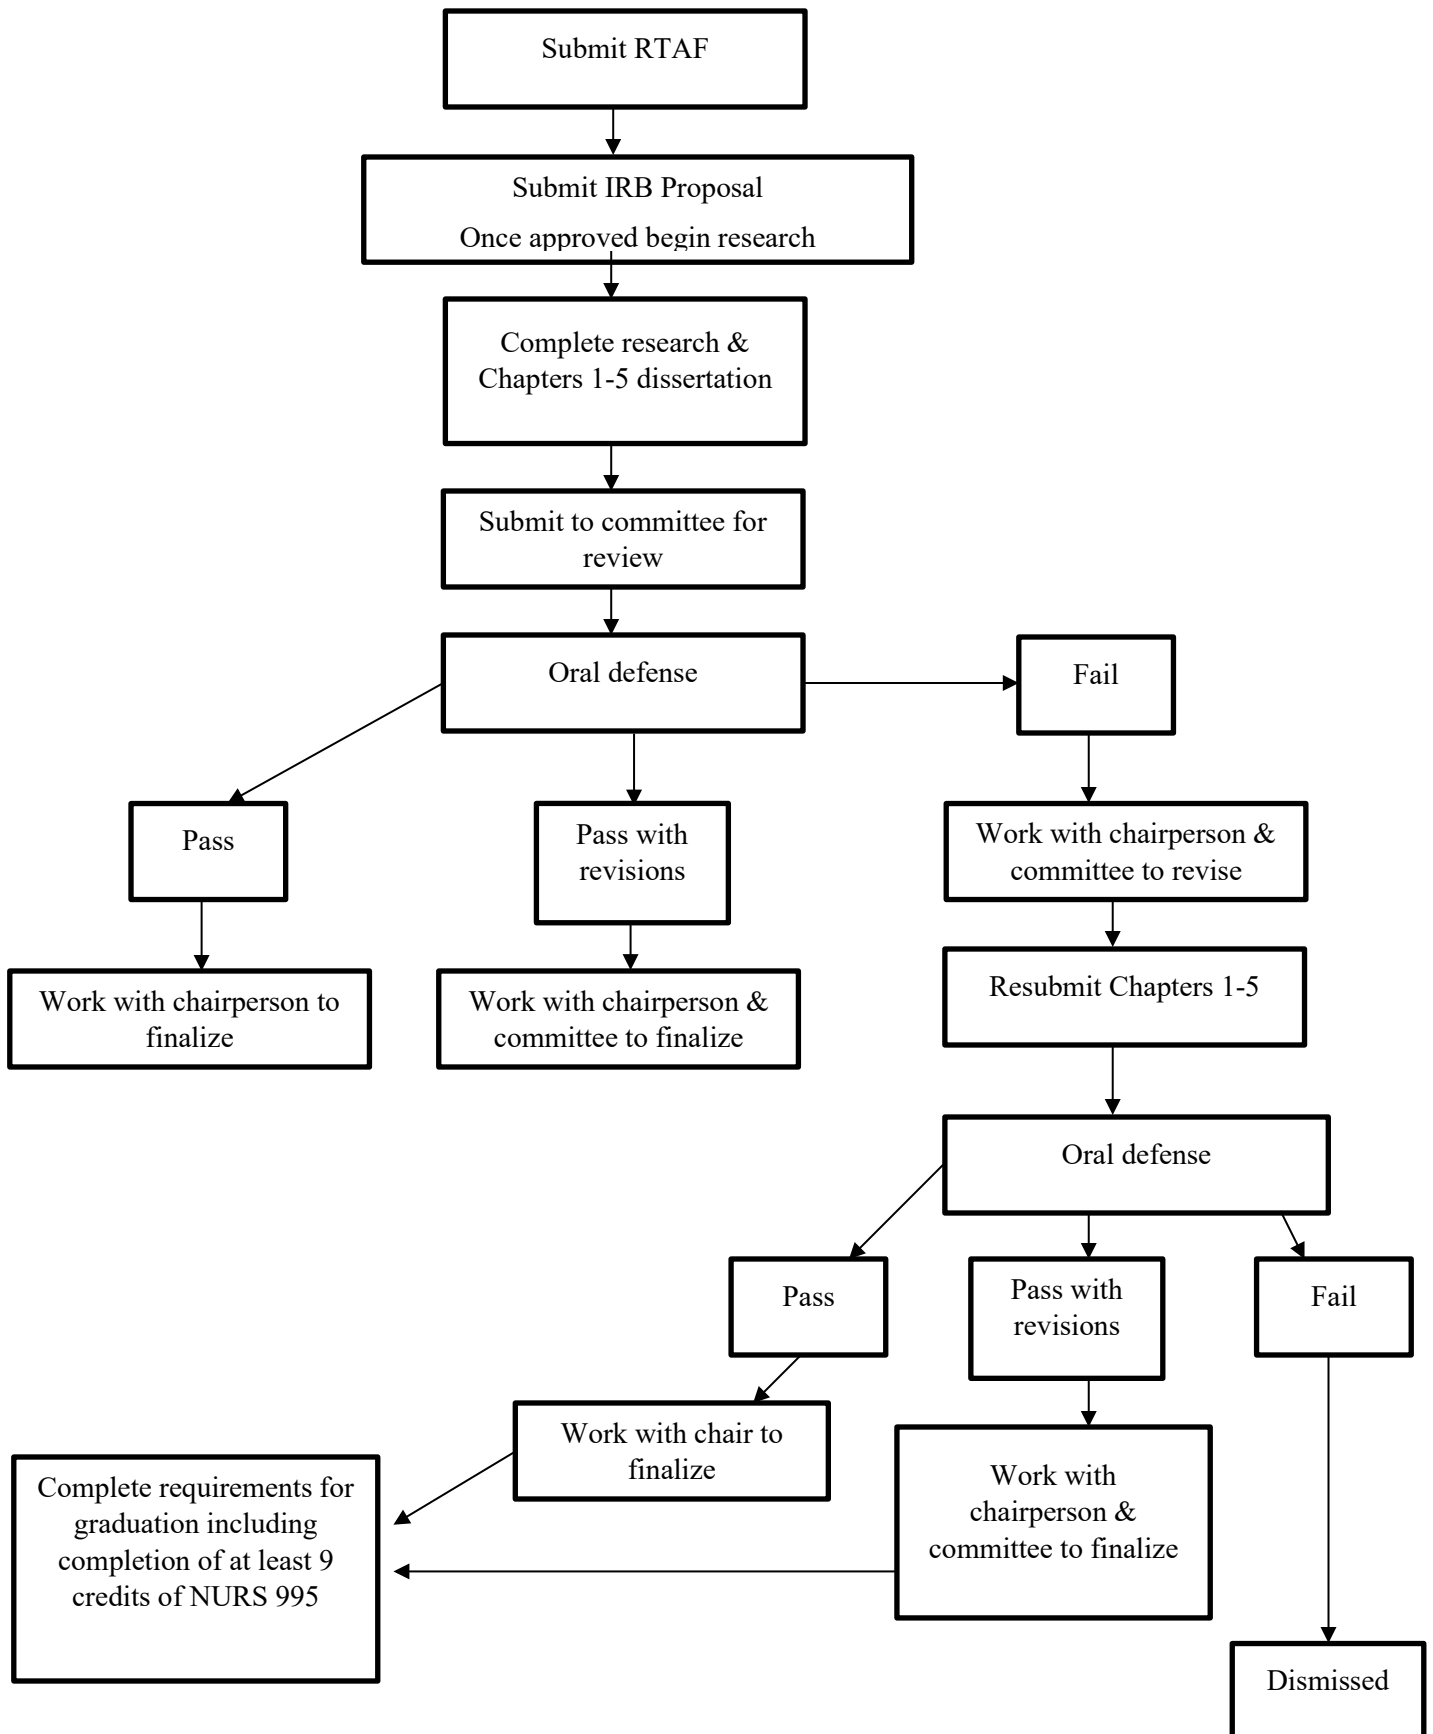 Submit RTAF
Submit IRB Proposal
Once approved begin research
Complete research &
Chapters 1-5 dissertation
Submit to committee for
review
Oral defense
Fail
Pass
Pass with
revisions
Work with chairperson &
committee to revise
Work with chairperson to
finalize
Work with chairperson &
committee to finalize
Resubmit Chapters 1-5
Oral defense
Pass
Pass with
revisions
Fail
Work with chair to
finalize
Work with
chairperson &
committee to finalize
Complete requirements for
graduation including
completion of at least 9
credits of NURS 995
Dismissed